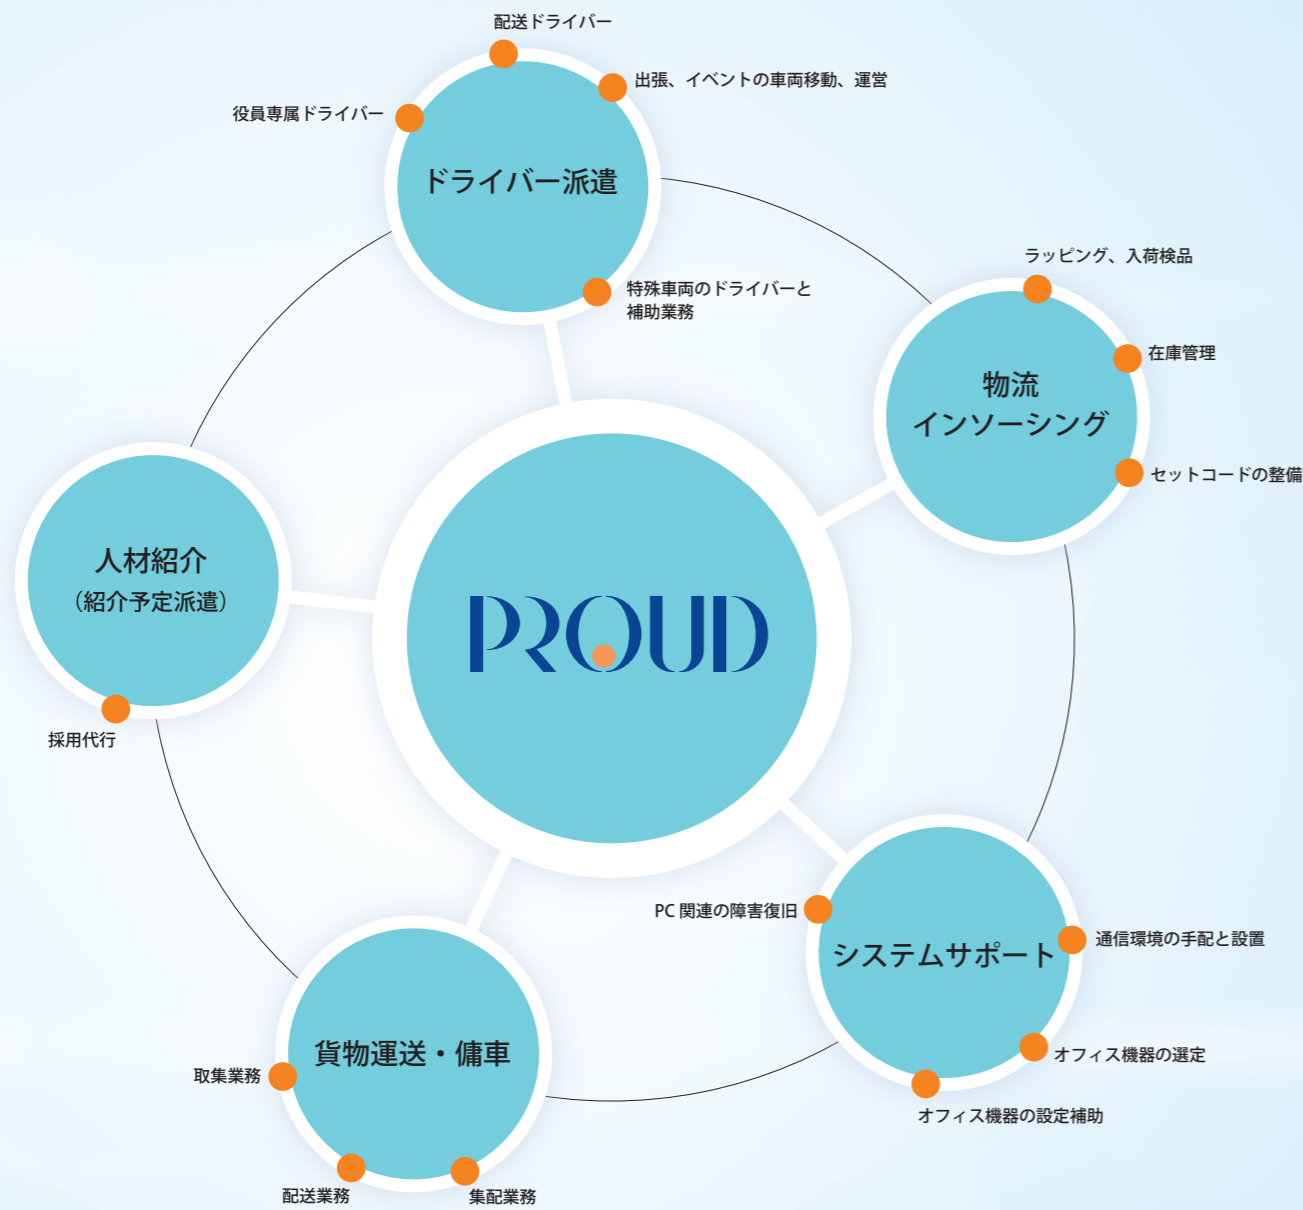 配送ドライバー
出張、イベントの車両移動、運営
役員専属ドライバー
ドライバー派遣
特殊車両のドライバーと
補助業務
ラッピング、入荷検品
在庫管理
物流
インソーシング
セットコードの整備
人材紹介
（紹介予定派遣）
採用代行
PROUD
PC 関連の障害復旧
システムサポート
通信環境の手配と設置
オフィス機器の選定
オフィス機器の設定補助
貨物運送・傭車
取集業務
配送業務
集配業務